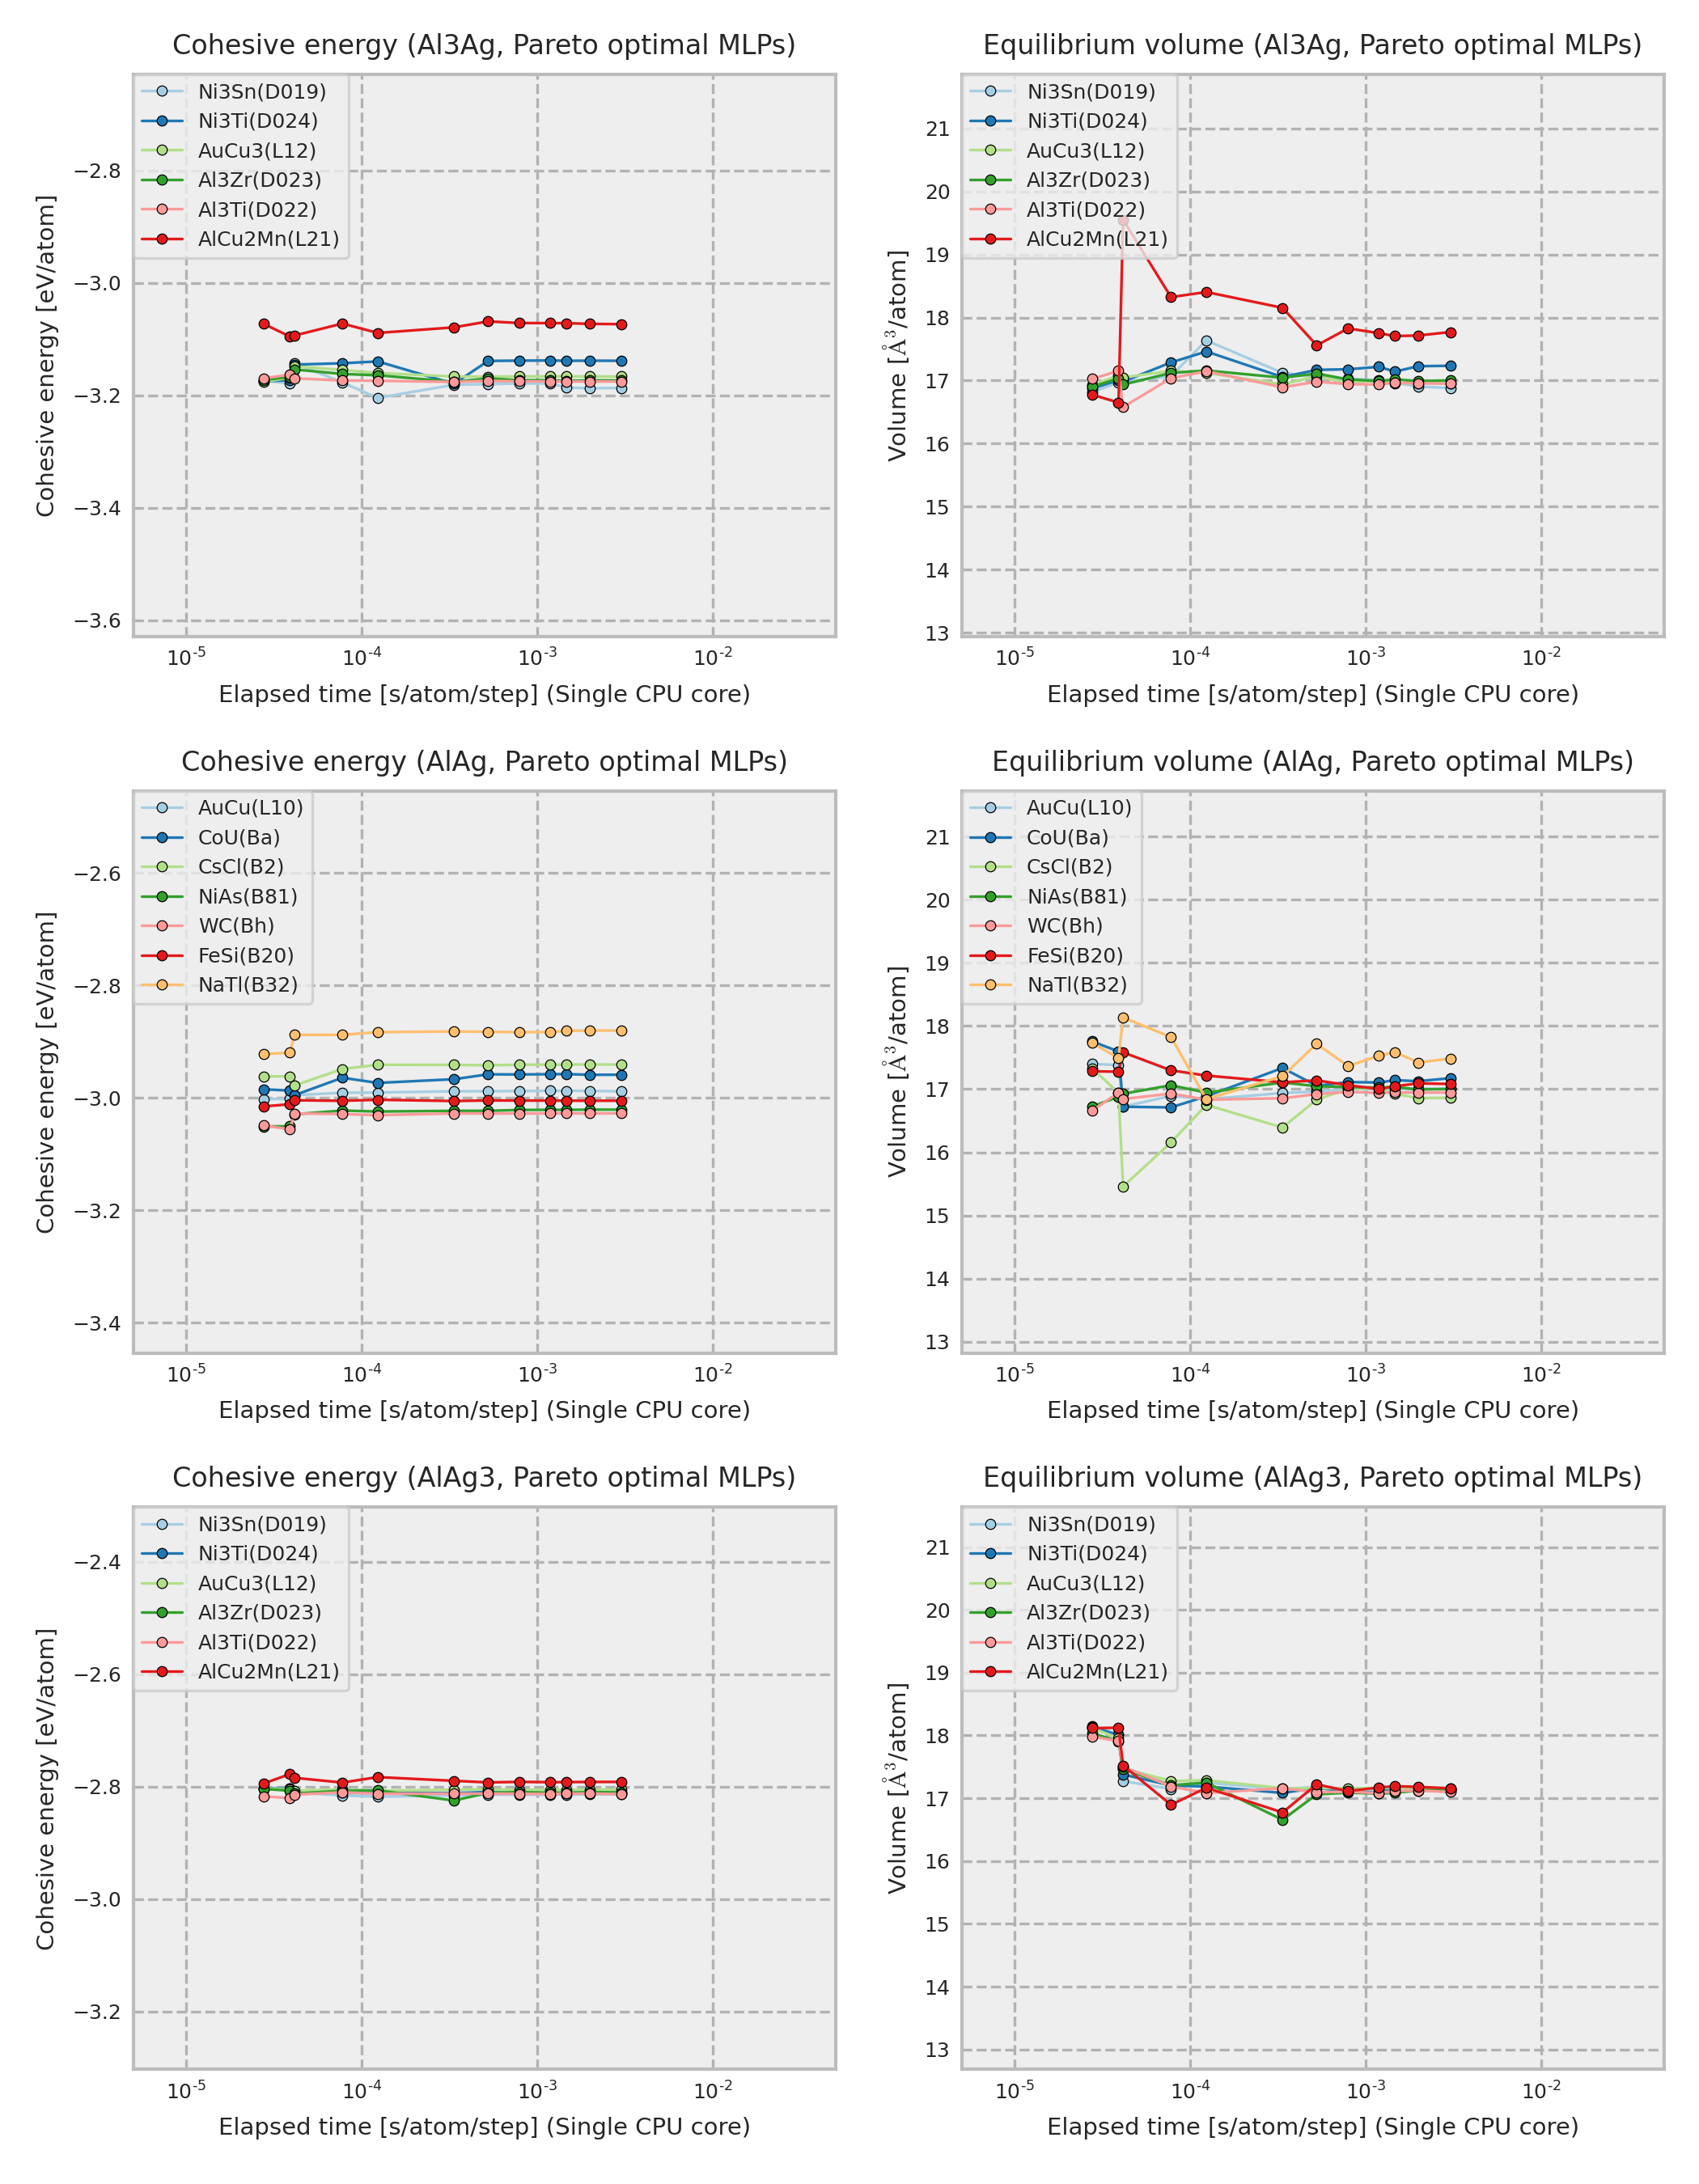 Cohesive energy (Al3Ag, Pareto optimal MLPs)
Cohesive energy [eV/atom]
−2.8
−3.0
−3.2
−3.4
−3.6
Ni3Sn(D019)
Ni3Ti(D024)
AuCu3(L12)
Al3Zr(D023)
Al3Ti(D022)
AlCu2Mn(L21)
10-5 10-4 10-3 10-2
Elapsed time [s/atom/step] (Single CPU core)
Equilibrium volume (Al3Ag, Pareto optimal MLPs)
Volume [Å3/atom]
21
20
19
18
17
16
15
14
13
Ni3Sn(D019)
Ni3Ti(D024)
AuCu3(L12)
Al3Zr(D023)
Al3Ti(D022)
AlCu2Mn(L21)
10-5 10-4 10-3 10-2
Elapsed time [s/atom/step] (Single CPU core)
Cohesive energy (AlAg, Pareto optimal MLPs)
Cohesive energy [eV/atom]
−2.6
−2.8
−3.0
−3.2
−3.4
AuCu(L10)
CoU(Ba)
CsCl(B2)
NiAs(B81)
WC(Bh)
FeSi(B20)
NaTl(B32)
10-5 10-4 10-3 10-2
Elapsed time [s/atom/step] (Single CPU core)
Equilibrium volume (AlAg, Pareto optimal MLPs)
Volume [Å3/atom]
21
20
19
18
17
16
15
14
13
AuCu(L10)
CoU(Ba)
CsCl(B2)
NiAs(B81)
WC(Bh)
FeSi(B20)
NaTl(B32)
10-5 10-4 10-3 10-2
Elapsed time [s/atom/step] (Single CPU core)
Cohesive energy (AlAg3, Pareto optimal MLPs)
Cohesive energy [eV/atom]
−2.4
−2.6
−2.8
−3.0
−3.2
Ni3Sn(D019)
Ni3Ti(D024)
AuCu3(L12)
Al3Zr(D023)
Al3Ti(D022)
AlCu2Mn(L21)
10-5 10-4 10-3 10-2
Elapsed time [s/atom/step] (Single CPU core)
Equilibrium volume (AlAg3, Pareto optimal MLPs)
Volume [Å3/atom]
21
20
19
18
17
16
15
14
13
Ni3Sn(D019)
Ni3Ti(D024)
AuCu3(L12)
Al3Zr(D023)
Al3Ti(D022)
AlCu2Mn(L21)
10-5 10-4 10-3 10-2
Elapsed time [s/atom/step] (Single CPU core)